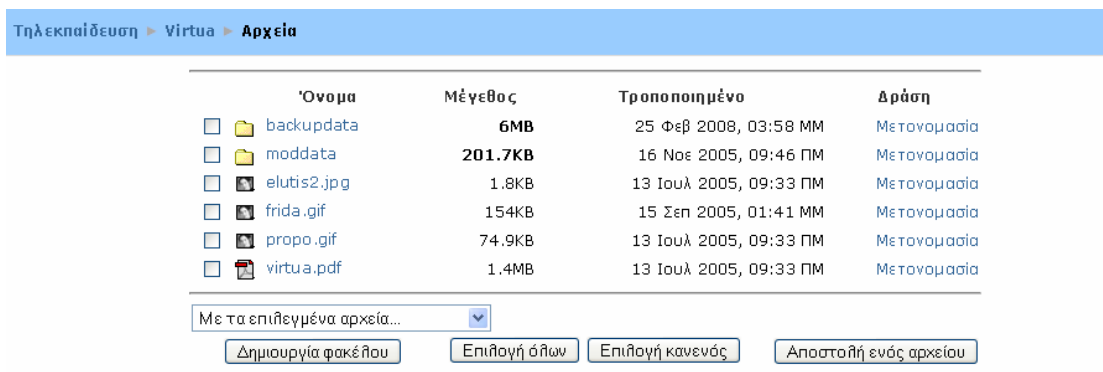 Τηλεκπαίδευση ► Virtua ► Αρχεία
Όνομα Μέγεθος Τροποποιημένο Δράση
backupdata 6MB 25 Φεβ 2008, 03:58 ΜΜ Μετονομασία
moddata 201.7KB 16 Νοε 2005, 09:46 ΠΜ Μετονομασία
elutis2.jpg 1.8KB 13 Ιουλ 2005, 09:33 ΠΜ Μετονομασία
frida.gif 154KB 15 Σεπ 2005, 01:41 ΜΜ Μετονομασία
propo.gif 74.9KB 13 Ιουλ 2005, 09:33 ΠΜ Μετονομασία
virtua.pdf 1.4MB 13 Ιουλ 2005, 09:33 ΠΜ Μετονομασία
Με τα επιλεγμένα αρχεία...
Δημιουργία φακέλου Επιλογή όλων Επιλογή κανενός Αποστολή ενός αρχείου